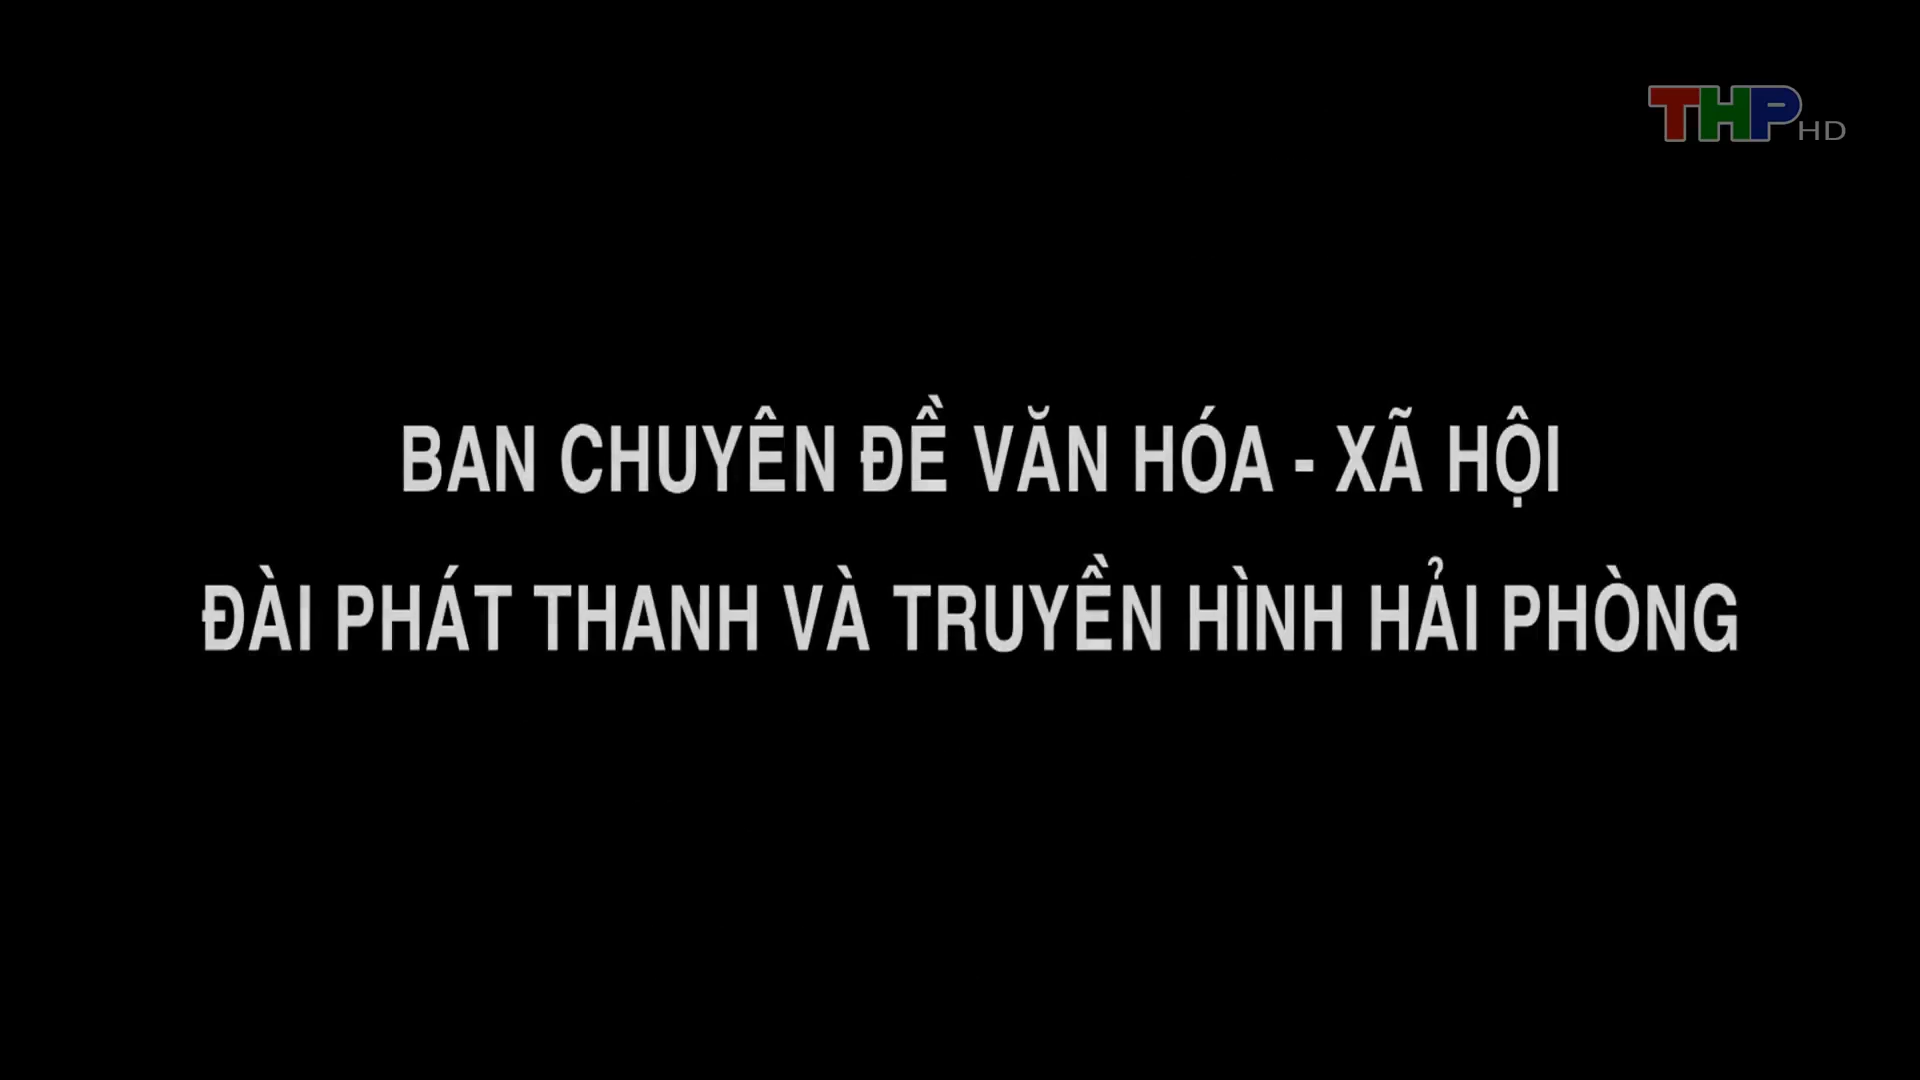 THP HD
BAN CHUYÊN ĐỀ VĂN HÓA - XÃ HỘI
ĐÀI PHÁT THANH VÀ TRUYỀN HÌNH HẢI PHÒNG